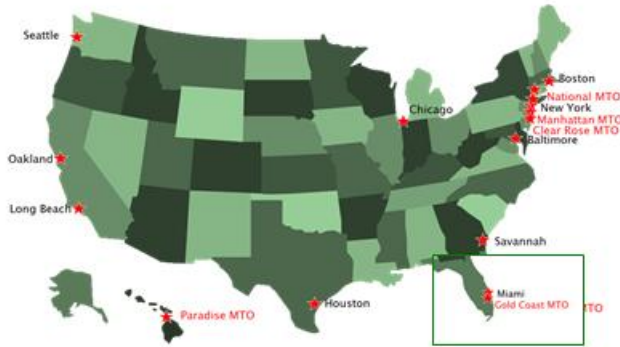 Seattle
Boston
National MTO
New York
Chicago
Manhattan MTO
Clear Rose MTO
Baltimore
Oakland
Long Beach
Savannah
Miami
Gold Coast MTO
TO
Houston
Paradise MTO